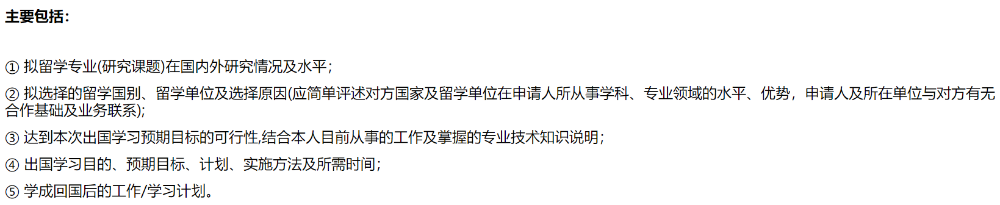 主要包括：
① 拟留学专业(研究课题)在国内外研究情况及水平；
② 拟选择的留学国别、留学单位及选择原因(应简单评述对方国家及留学单位在申请人所从事学科、专业领域的水平、优势，申请人及所在单位与对方有无
合作基础及业务联系);
③ 达到本次出国学习预期目标的可行性,结合本人目前从事的工作及掌握的专业技术知识说明；
④ 出国学习目的、预期目标、计划、实施方法及所需时间；
⑤ 学成回国后的工作/学习计划。